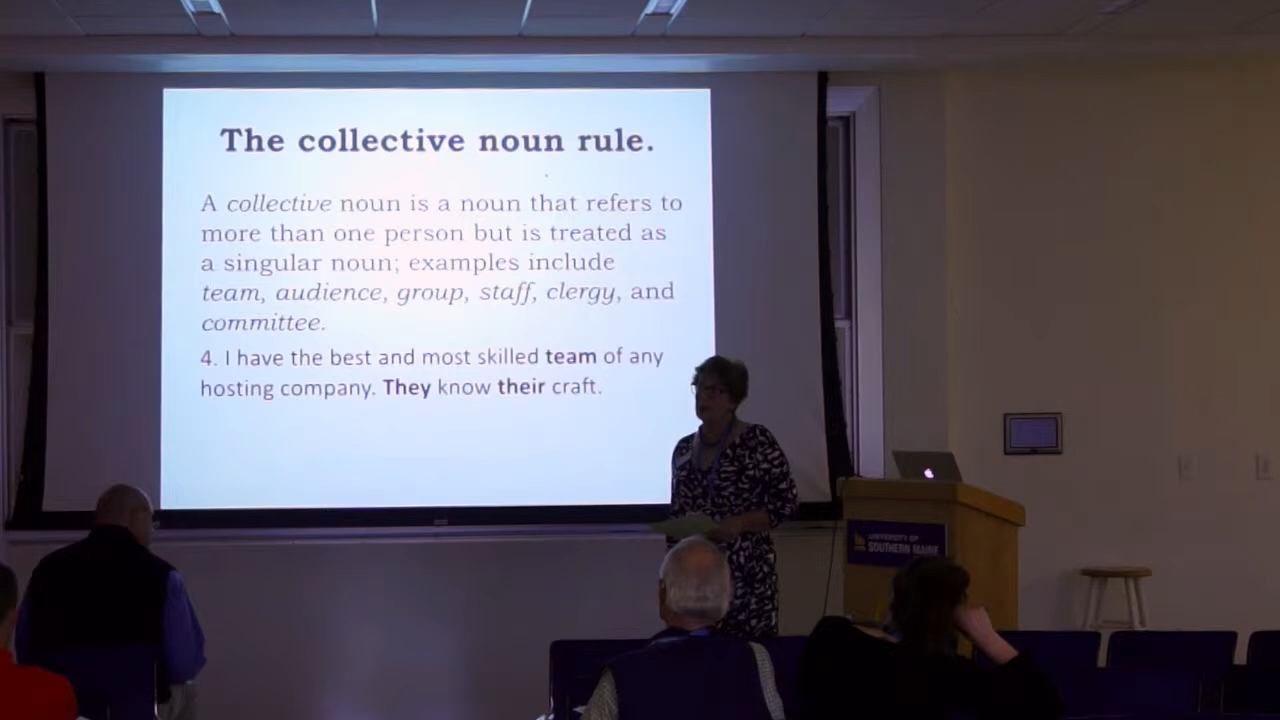 The collective noun rule.
A collective noun is a noun that refers to
more than one person but is treated as
a singular noun; examples include
team, audience, group, staff, clergy, and
committee.
4. I have the best and most skilled team of any
hosting company. They know their craft.
UNIVERSITY OF
SOUTHERN MAINE